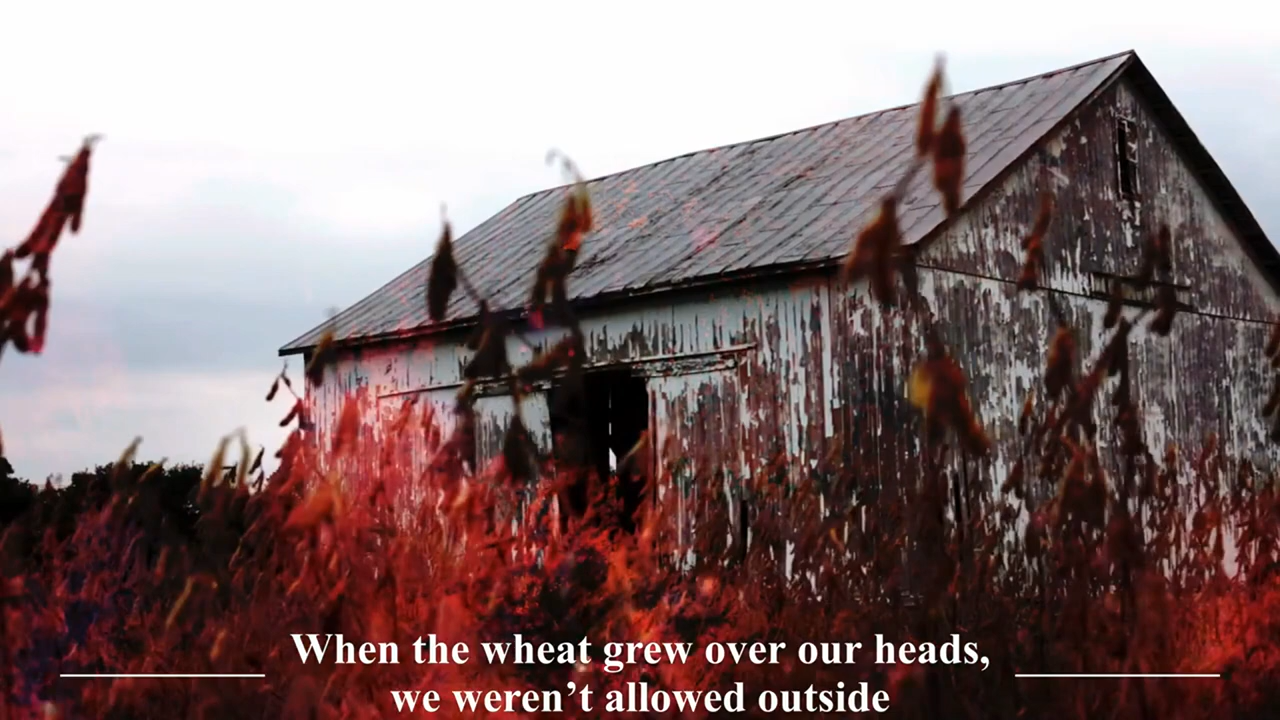 When the wheat grew over our heads,
we weren’t allowed outside